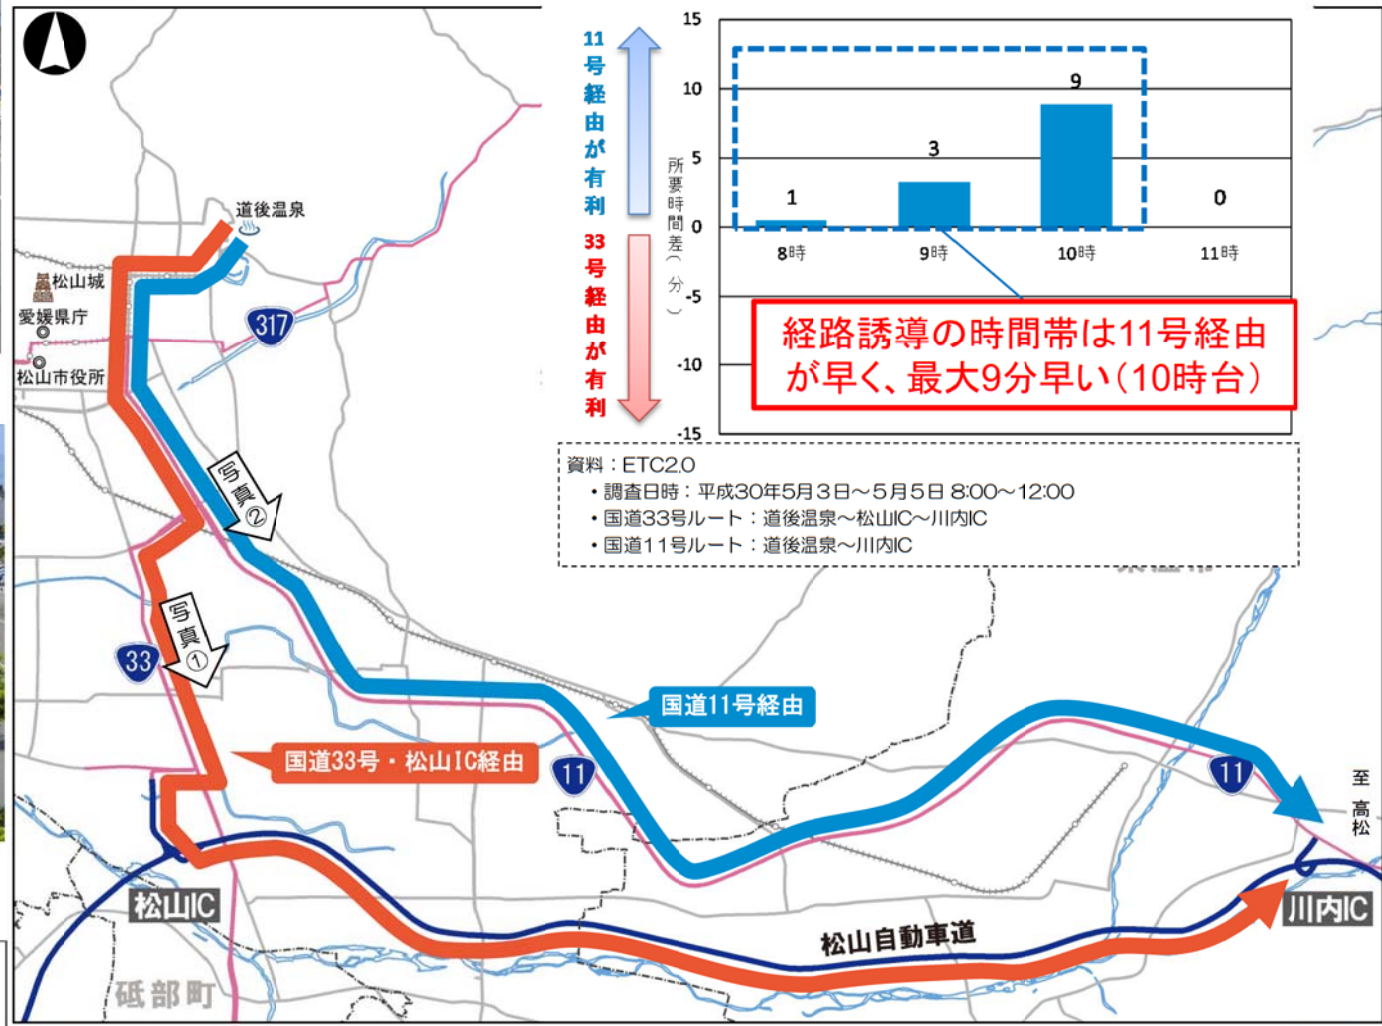 11号経由が有利
33号経由が有利
所要時間差(分)
15
10
5
0
-5
-10
-15
1
3
9
0
8時
9時
10時
11時
経路誘導の時間帯は11号経由
が早く、最大9分早い(10時台)
資料:ETC2.0
・調査日時:平成30年5月3日~5月5日 8:00~12:00
・国道33号ルート:道後温泉~松山IC~川内IC
・国道11号ルート:道後温泉~川内IC
道後温泉
松山城
愛媛県庁
松山市役所
317
写真②
写真①
33
国道11号経由
国道33号・松山IC経由
11
11
至 高松
松山IC
川内IC
松山自動車道
砥部町